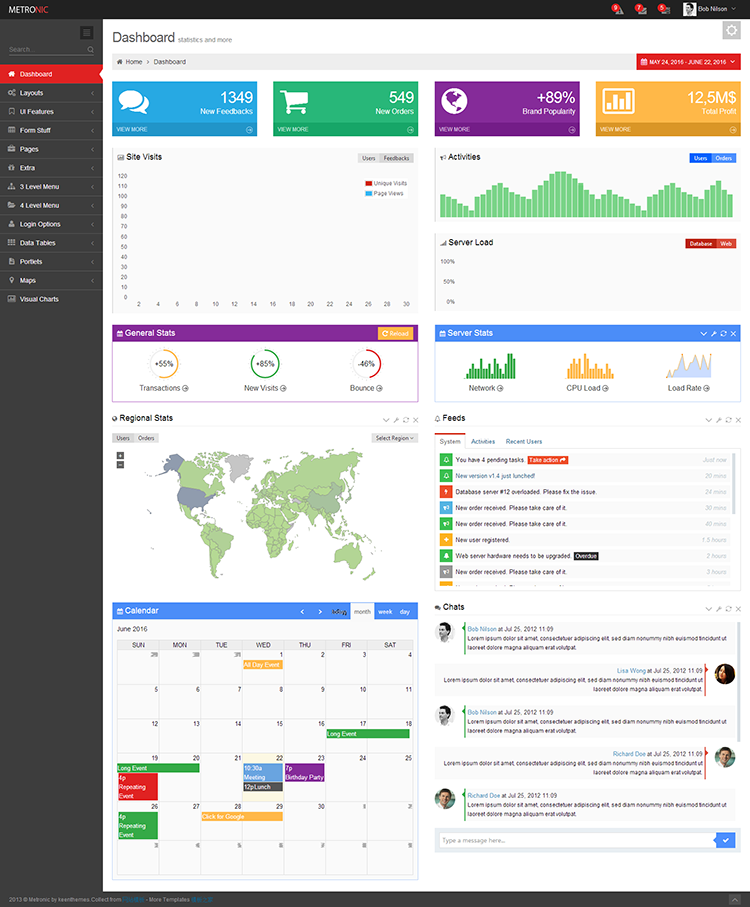 METRONIC
9
7
5
Bob Nilson
Search...
Dashboard
Layouts
UI Features
Form Stuff
Pages
Extra
3 Level Menu
4 Level Menu
Login Options
Data Tables
Portlets
Maps
Visual Charts
Dashboard statistics and more
Home > Dashboard
MAY 24, 2016 - JUNE 22, 2016
1349
New Feedbacks
VIEW MORE
549
New Orders
VIEW MORE
+89%
Brand Popularity
VIEW MORE
12,5M$
Total Profit
VIEW MORE
Site Visits
Users Feedbacks
Unique Visits
Page Views
120
120
110
100
90
80
70
60
50
40
30
20
10
0
2 4 6 8 10 12 14 16 18 20 22 24 26 28 30
Activities
Users Orders
Server Load
Database Web
100%
50%
0%
General Stats
Reload
+55% +85% -46%
Transactions New Visits Bounce
Server Stats
Network CPU Load Load Rate
Regional Stats
Users Orders
Select Region
+
−
Feeds
System Activities Recent Users
You have 4 pending tasks. Take action Just now
New version v1.4 just lunched! 20 mins
Database server #12 overloaded. Please fix the issue. 24 mins
New order received. Please take care of it. 30 mins
New order received. Please take care of it. 40 mins
New user registered. 1.5 hours
Web server hardware needs to be upgraded. Overdue 2 hours
New order received. Please take care of it. 3 hours
Calendar
month week day
June 2016
SUN MON TUE WED THU FRI SAT
29 30 31 1 2 3 4
All Day Event
5 6 7 8 9 10 11
12 13 14 15 16 17 18
Long Event
19 20 21 22 23 24 25
Long Event
4p
Repeating
Event
10:30a
Meeting
12p Lunch
7p
Birthday Party
26 27 28 29 30 1 2
4p
Repeating
Event
Click for Google
3 4 5 6 7 8 9
Chats
Bob Nilson at Jul 25, 2012 11:09
Lorem ipsum dolor sit amet, consectetuer adipiscing elit, sed diam nonummy nibh euismod tincidunt ut
laoreet dolore magna aliquam erat volutpat.
Lisa Wong at Jul 25, 2012 11:09
Lorem ipsum dolor sit amet, consectetuer adipiscing elit, sed diam nonummy nibh euismod tincidunt ut
laoreet dolore magna aliquam erat volutpat.
Bob Nilson at Jul 25, 2012 11:09
Lorem ipsum dolor sit amet, consectetuer adipiscing elit, sed diam nonummy nibh euismod tincidunt ut
laoreet dolore magna aliquam erat volutpat.
Richard Doe at Jul 25, 2012 11:09
Lorem ipsum dolor sit amet, consectetuer adipiscing elit, sed diam nonummy nibh euismod tincidunt ut
laoreet dolore magna aliquam erat volutpat.
Richard Doe at Jul 25, 2012 11:09
Lorem ipsum dolor sit amet, consectetuer adipiscing elit, sed diam nonummy nibh euismod tincidunt ut
laoreet dolore magna aliquam erat volutpat.
Type a message here...
2013 © Metronic by keenthemes.Collect from - More Templates